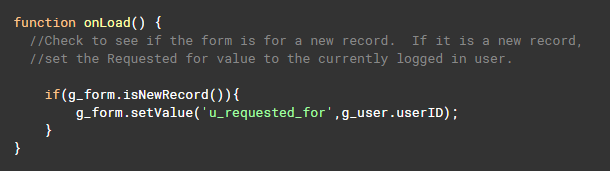 function onLoad() {
//Check to see if the form is for a new record.  If it is a new record,
//set the Requested for value to the currently logged in user.
if(g_form.isNewRecord()){
g_form.setValue('u_requested_for',g_user.userID);
}
}